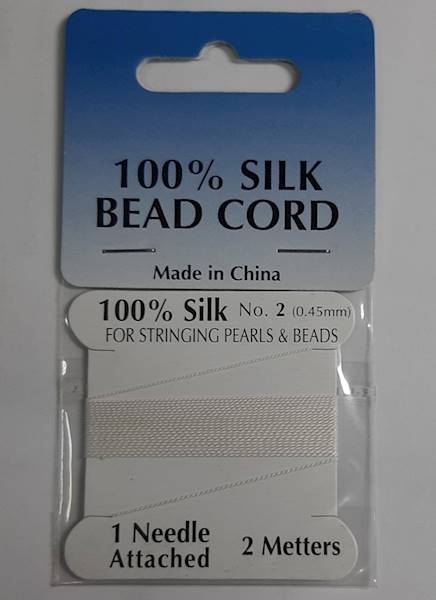 100% SILK
BEAD CORD
Made in China
100% Silk No. 2 (0.45mm)
FOR STRINGING PEARLS & BEADS
1 Needle
Attached 2 Metters